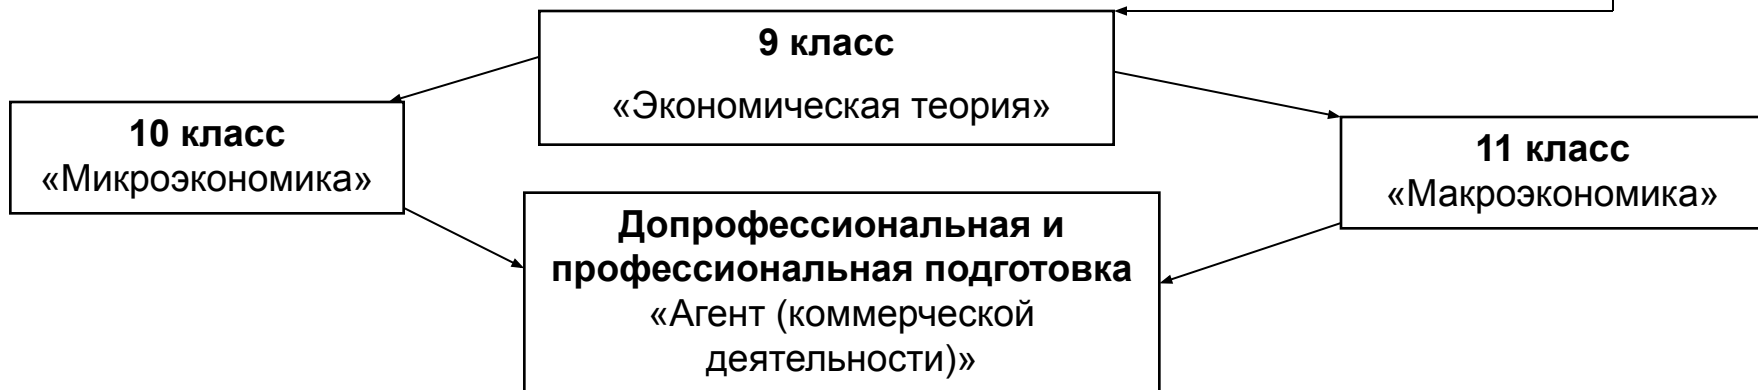 9 класс
«Экономическая теория»
10 класс
«Микроэкономика»
11 класс
«Макроэкономика»
Допрофессиональная и
профессиональная подготовка
«Агент (коммерческой
деятельности)»